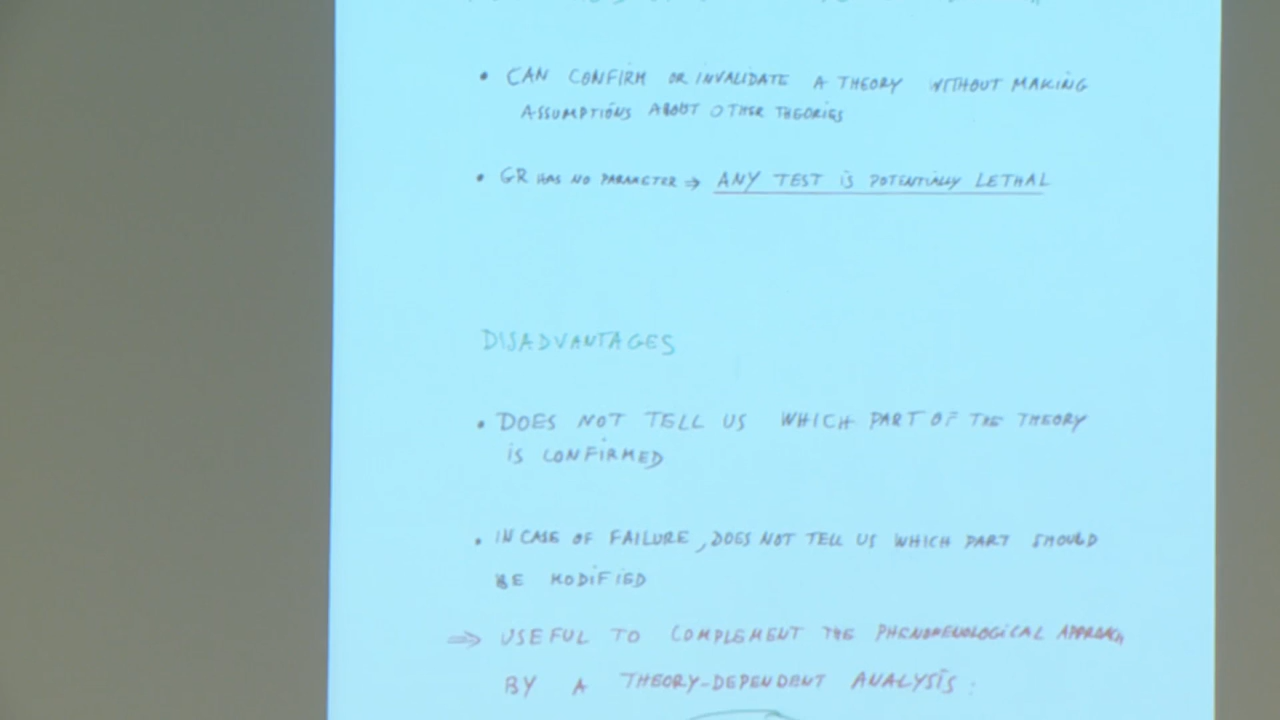 • CAN CONFIRM OR INVALIDATE A THEORY WITHOUT MAKING
ASSUMPTIONS ABOUT OTHER THEORIES
• GR HAS NO PARAMETER ⇒ ANY TEST IS POTENTIALLY LETHAL
DISADVANTAGES
• DOES NOT TELL US WHICH PART OF THE THEORY
IS CONFIRMED
• IN CASE OF FAILURE, DOES NOT TELL US WHICH PART SHOULD
BE MODIFIED
⇒ USEFUL TO COMPLEMENT THE PHENOMENOLOGICAL APPROACH
BY A THEORY-DEPENDENT ANALYSIS: